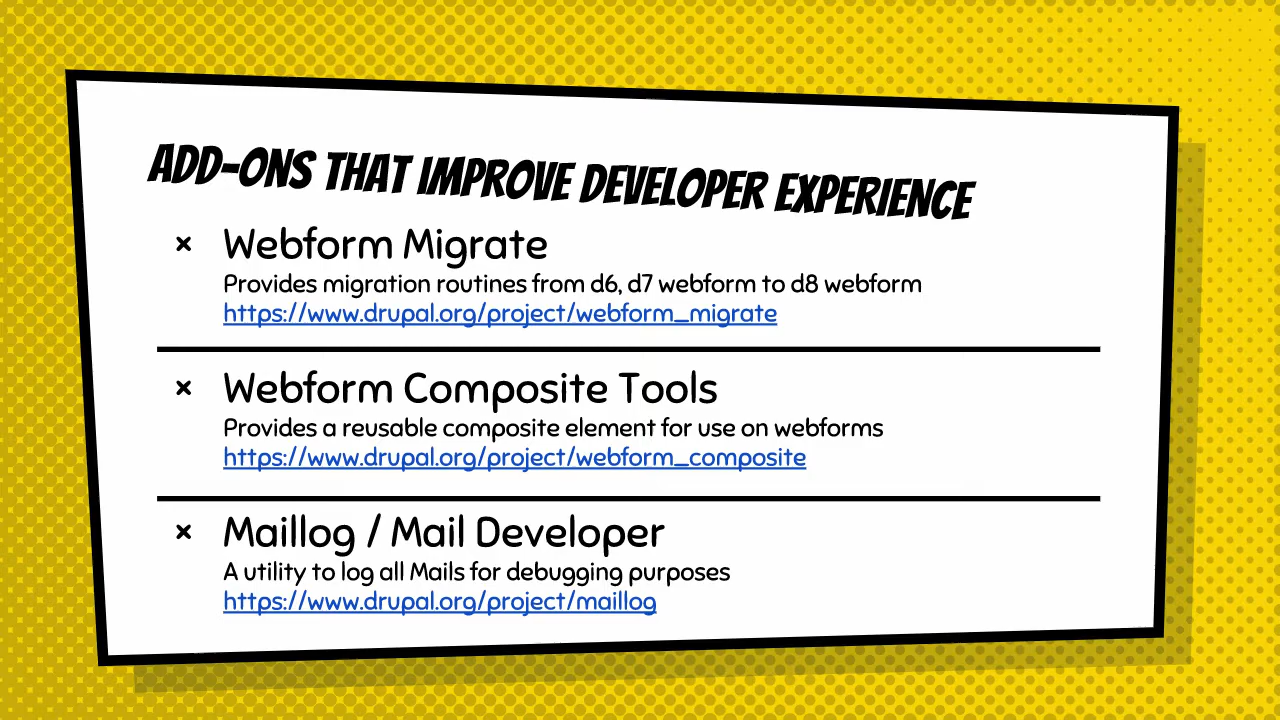 ADD-ONS THAT IMPROVE DEVELOPER EXPERIENCE
× Webform Migrate
Provides migration routines from d6, d7 webform to d8 webform
https://www.drupal.org/project/webform_migrate
× Webform Composite Tools
Provides a reusable composite element for use on webforms
https://www.drupal.org/project/webform_composite
× Maillog / Mail Developer
A utility to log all Mails for debugging purposes
https://www.drupal.org/project/maillog